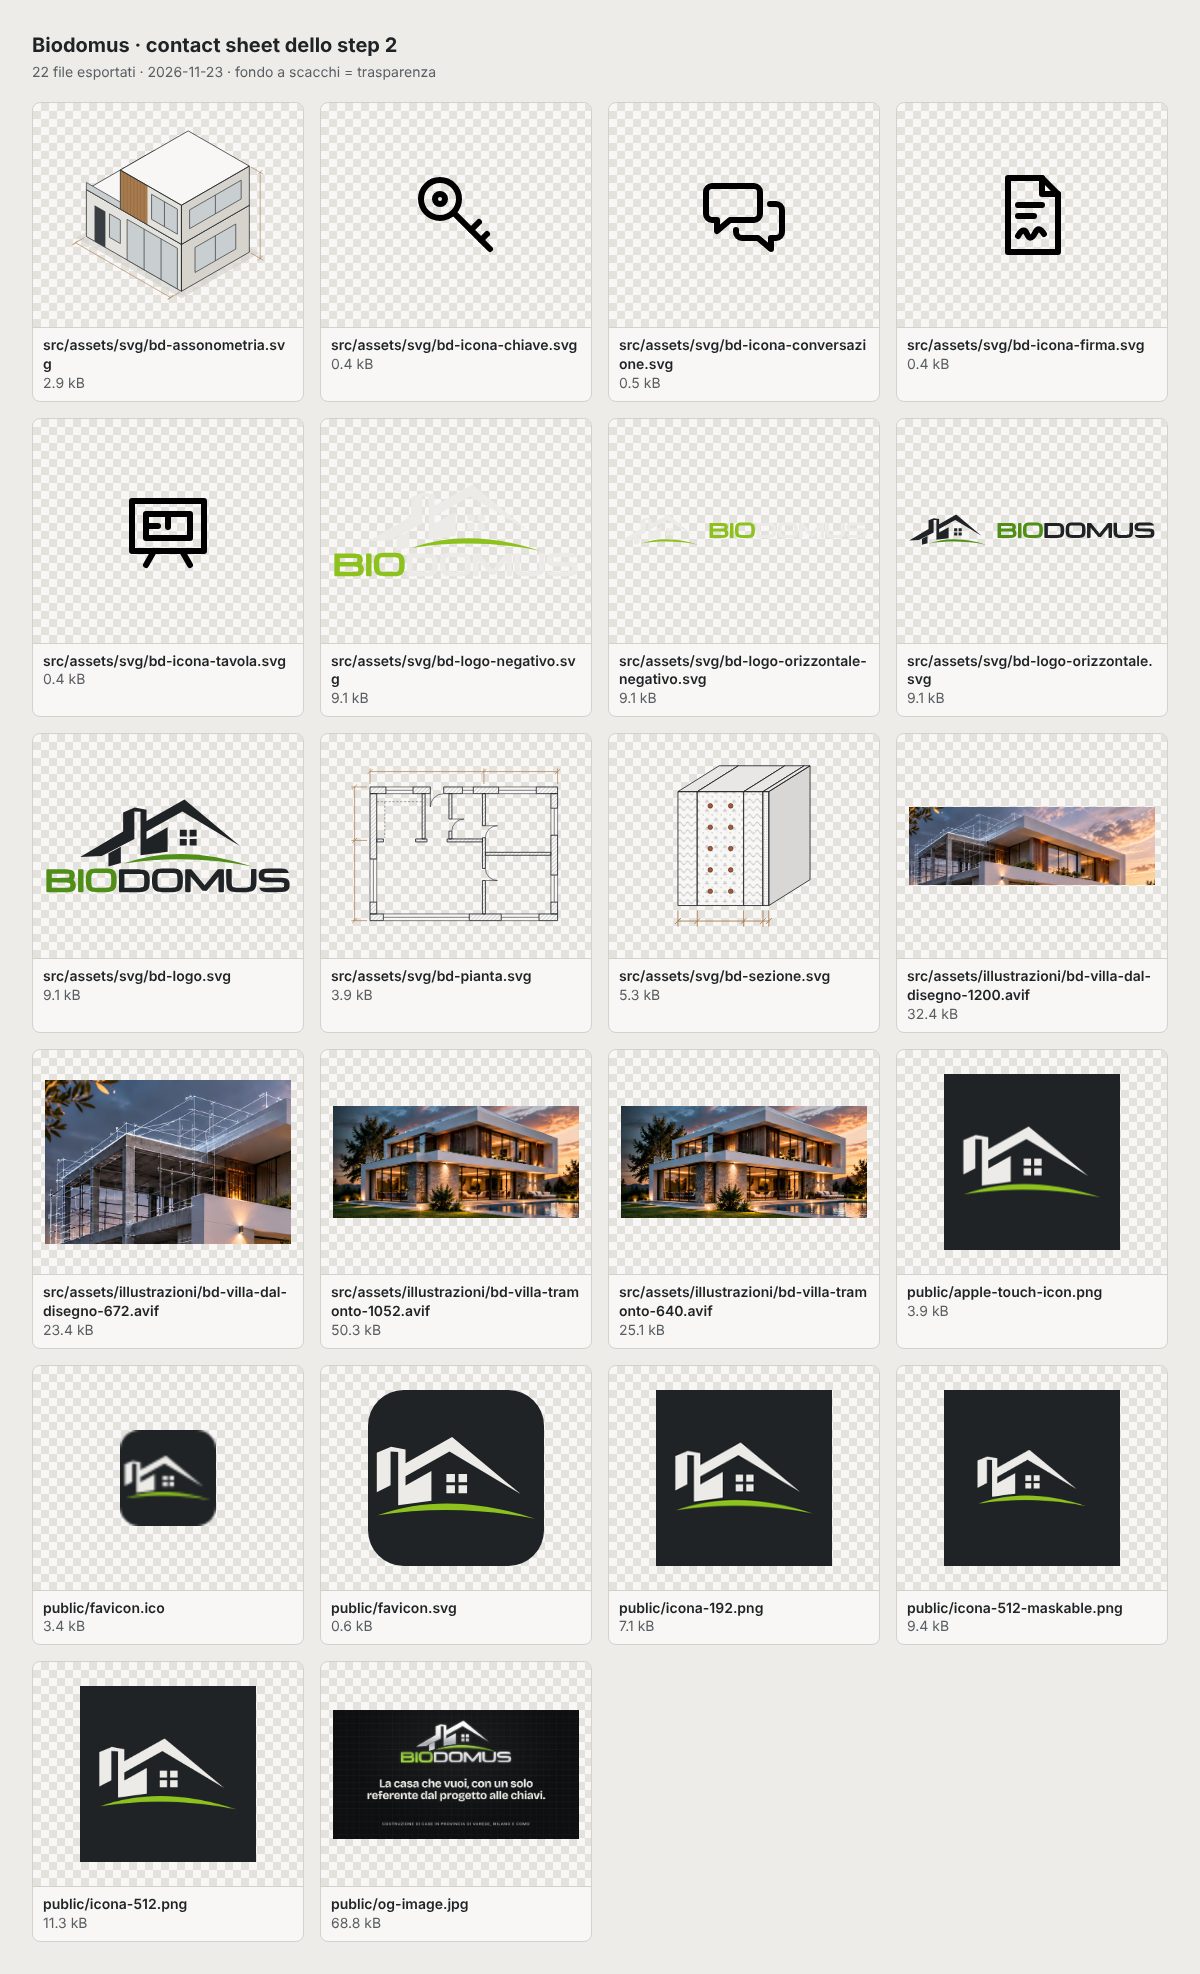 Biodomus · contact sheet dello step 2
22 file esportati · 2026-11-23 · fondo a scacchi = trasparenza
src/assets/svg/bd-assonometria.sv
g
2.9 kB
src/assets/svg/bd-icona-chiave.svg
0.4 kB
src/assets/svg/bd-icona-conversazi
one.svg
0.5 kB
src/assets/svg/bd-icona-firma.svg
0.4 kB
src/assets/svg/bd-icona-tavola.svg
0.4 kB
BIO
src/assets/svg/bd-logo-negativo.sv
g
9.1 kB
BIO
src/assets/svg/bd-logo-orizzontale-
negativo.svg
9.1 kB
BIODOMUS
src/assets/svg/bd-logo-orizzontale.
svg
9.1 kB
BIODOMUS
src/assets/svg/bd-logo.svg
9.1 kB
src/assets/svg/bd-pianta.svg
3.9 kB
src/assets/svg/bd-sezione.svg
5.3 kB
src/assets/illustrazioni/bd-villa-dal-
disegno-1200.avif
32.4 kB
src/assets/illustrazioni/bd-villa-dal-
disegno-672.avif
23.4 kB
src/assets/illustrazioni/bd-villa-tram
onto-1052.avif
50.3 kB
src/assets/illustrazioni/bd-villa-tram
onto-640.avif
25.1 kB
public/apple-touch-icon.png
3.9 kB
public/favicon.ico
3.4 kB
public/favicon.svg
0.6 kB
public/icona-192.png
7.1 kB
public/icona-512-maskable.png
9.4 kB
public/icona-512.png
11.3 kB
BIODOMUS
La casa che vuoi, con un solo
referente dal progetto alle chiavi.
COSTRUZIONE DI CASE IN PROVINCIA DI VARESE, MILANO E COMO
public/og-image.jpg
68.8 kB